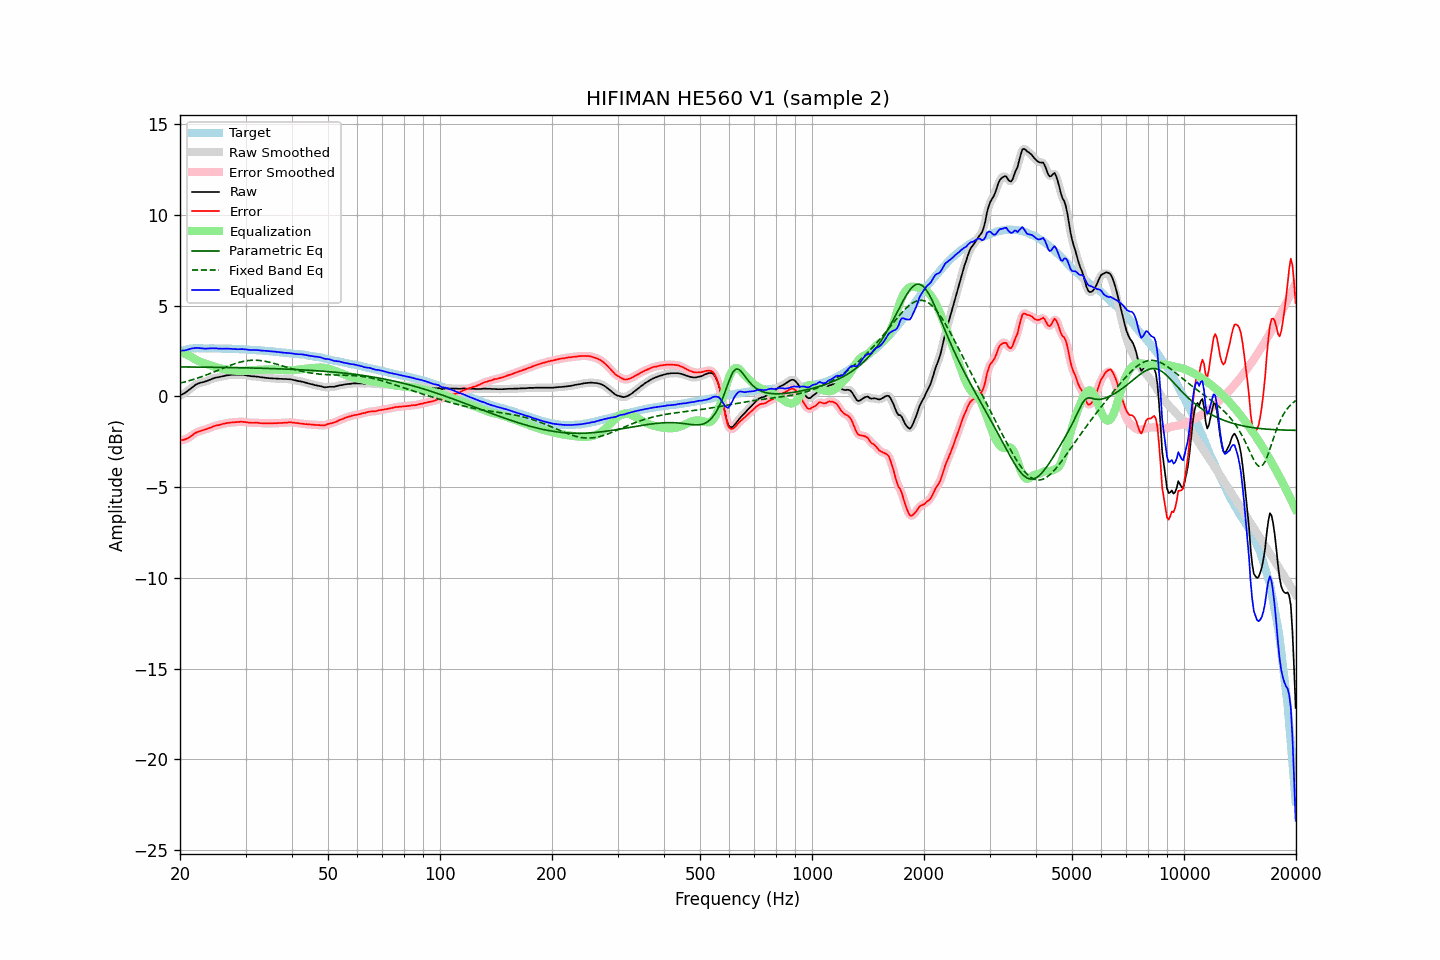 HIFIMAN HE560 V1 (sample 2)
Target
Raw Smoothed
Error Smoothed
Raw
Error
Equalization
Parametric Eq
Fixed Band Eq
Equalized
15
10
5
0
−5
−10
−15
−20
−25
Amplitude (dBr)
20
50
100
200
500
1000
2000
5000
10000
20000
Frequency (Hz)